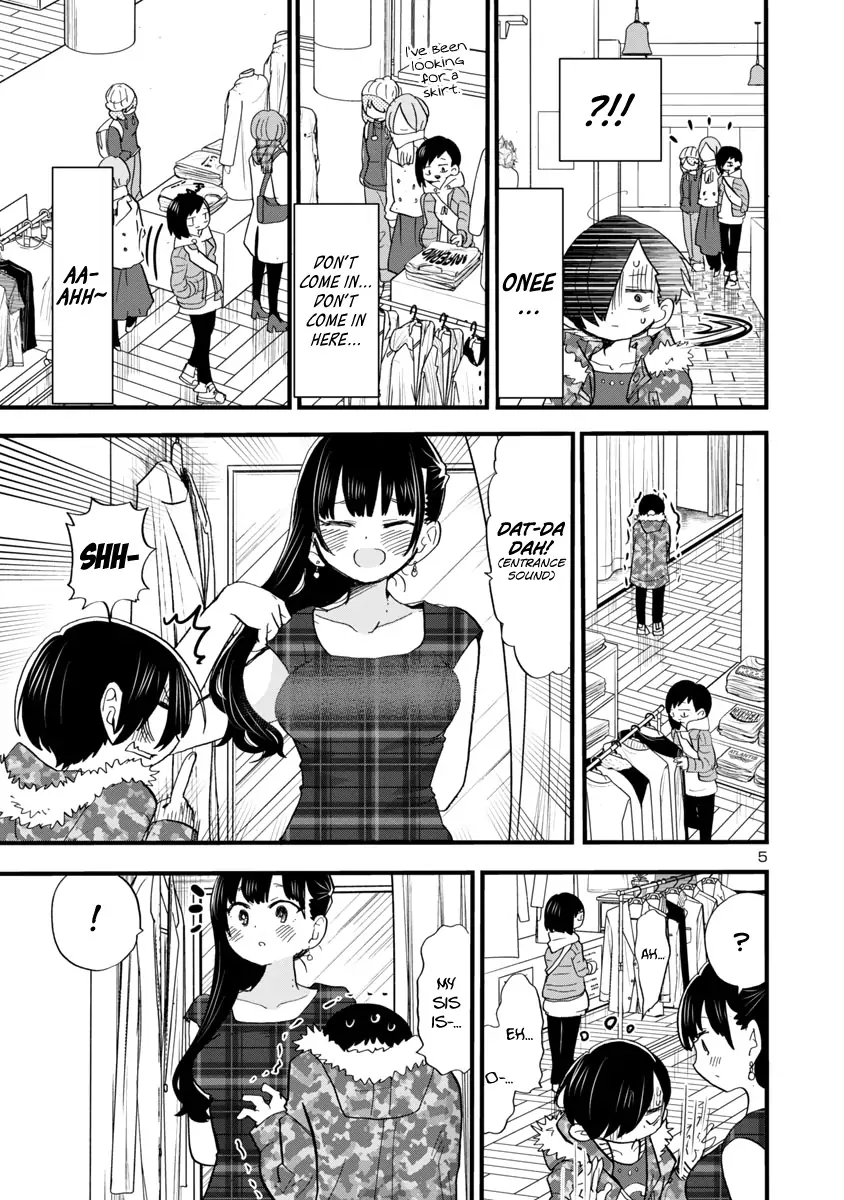 ?!!
ONEE
...
I've been
looking
for a
skirt.
DON'T
COME IN...
DON'T
COME IN
HERE...
AA-
AHH~
DAT-DA
DAH!
(ENTRANCE
SOUND)
SHH-
5
?
AH...
EH...
O-...
MY
SIS
IS-...
!